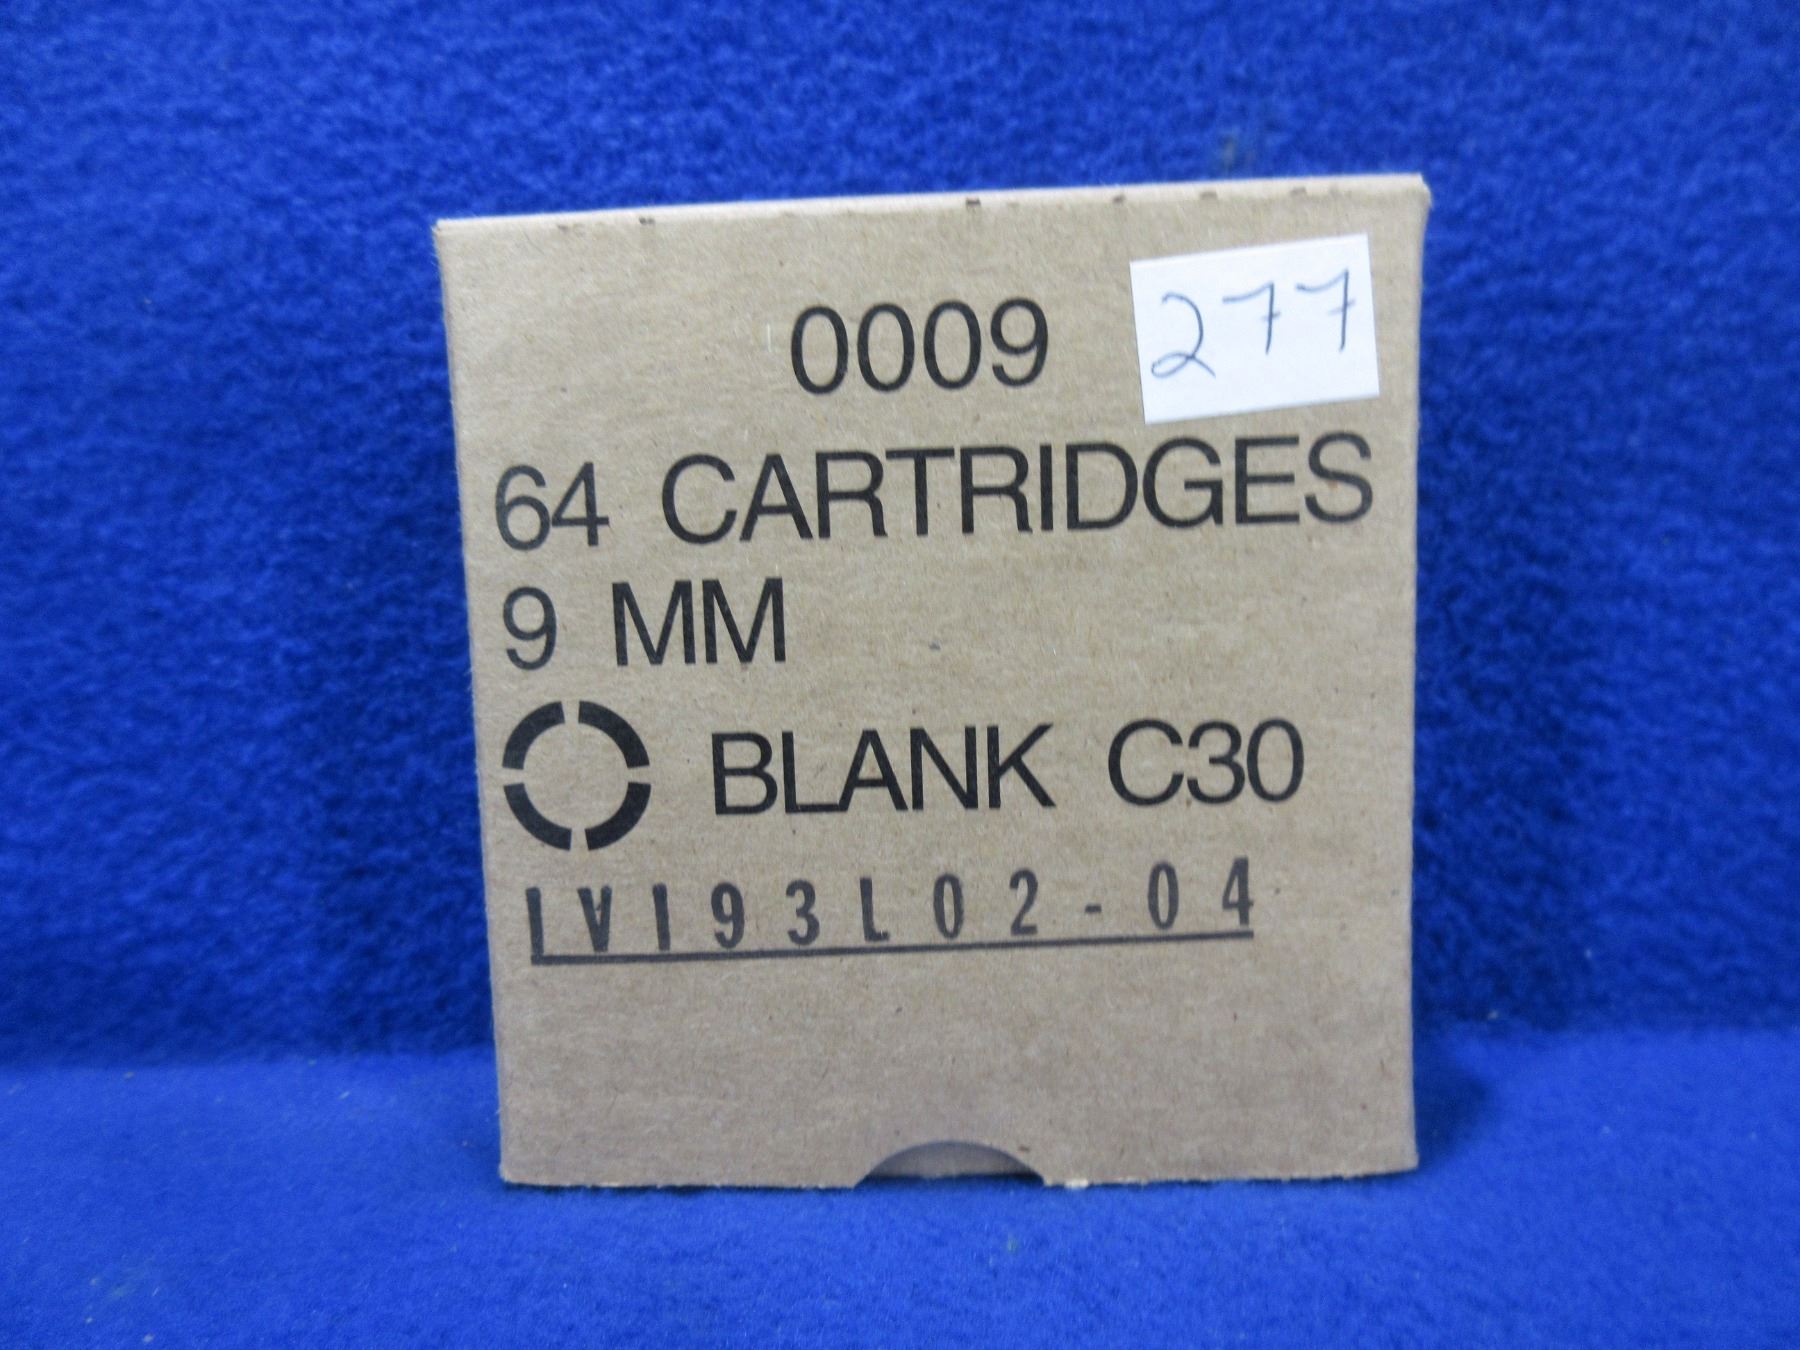 0009
277
64 CARTRIDGES
9 MM
BLANK C30
IVI93L02-04